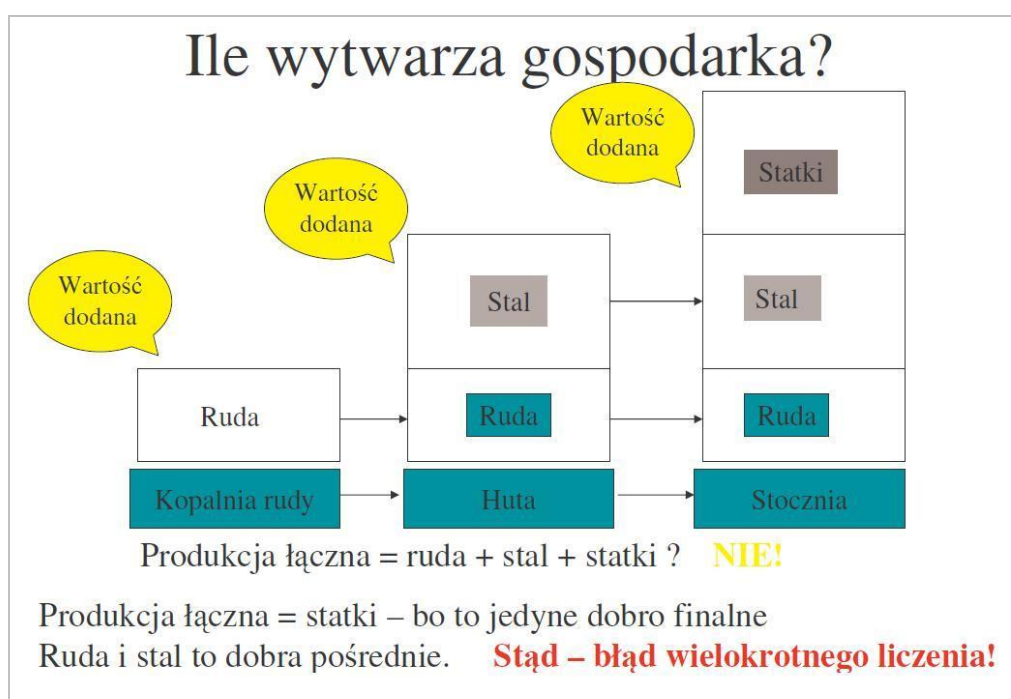 Ile wytwarza gospodarka?
Wartość
dodana
Statki
Wartość
dodana
Stal
Stal
Wartość
dodana
Ruda
Ruda
Ruda
Kopalnia rudy
Huta
Stocznia
Produkcja łączna = ruda + stal + statki ? NIE!
Produkcja łączna = statki – bo to jedyne dobro finalne
Ruda i stal to dobra pośrednie. Stąd – błąd wielokrotnego liczenia!